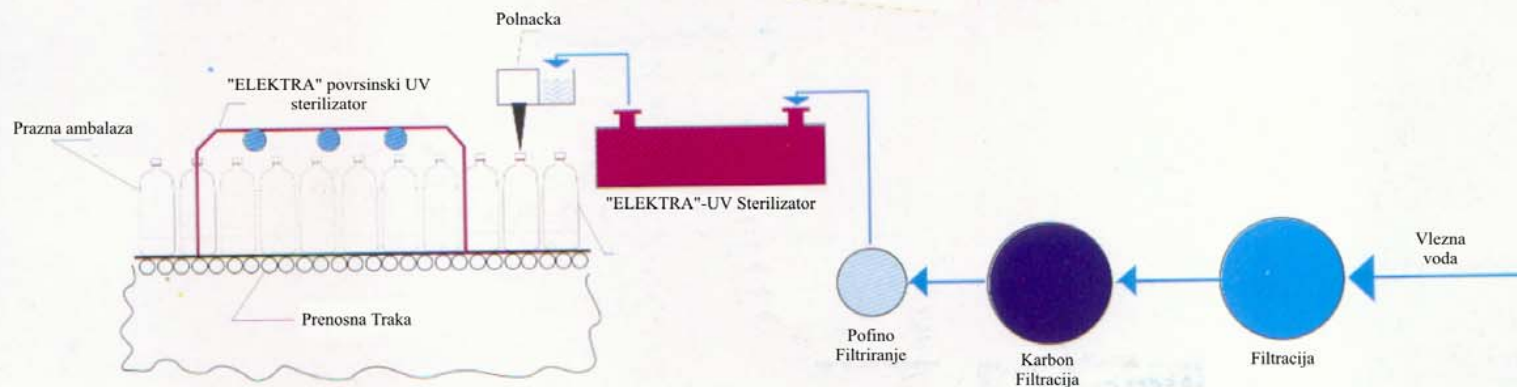 Polnacka
"ELEKTRA" povrsinski UV
sterilizator
Prazna ambalaza
"ELEKTRA"-UV Sterilizator
Vlezna
voda
Prenosna Traka
Pofino
Filtriranje
Karbon
Filtracija
Filtracija